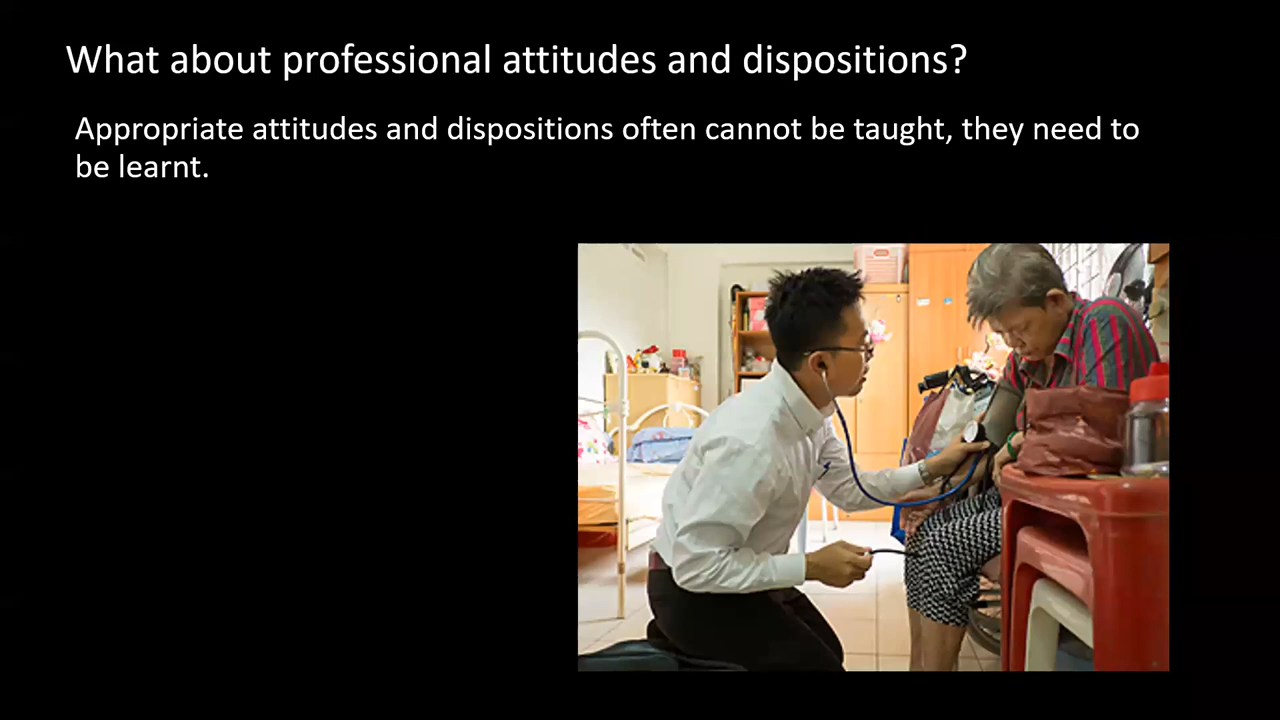 What about professional attitudes and dispositions?
Appropriate attitudes and dispositions often cannot be taught, they need to
be learnt.